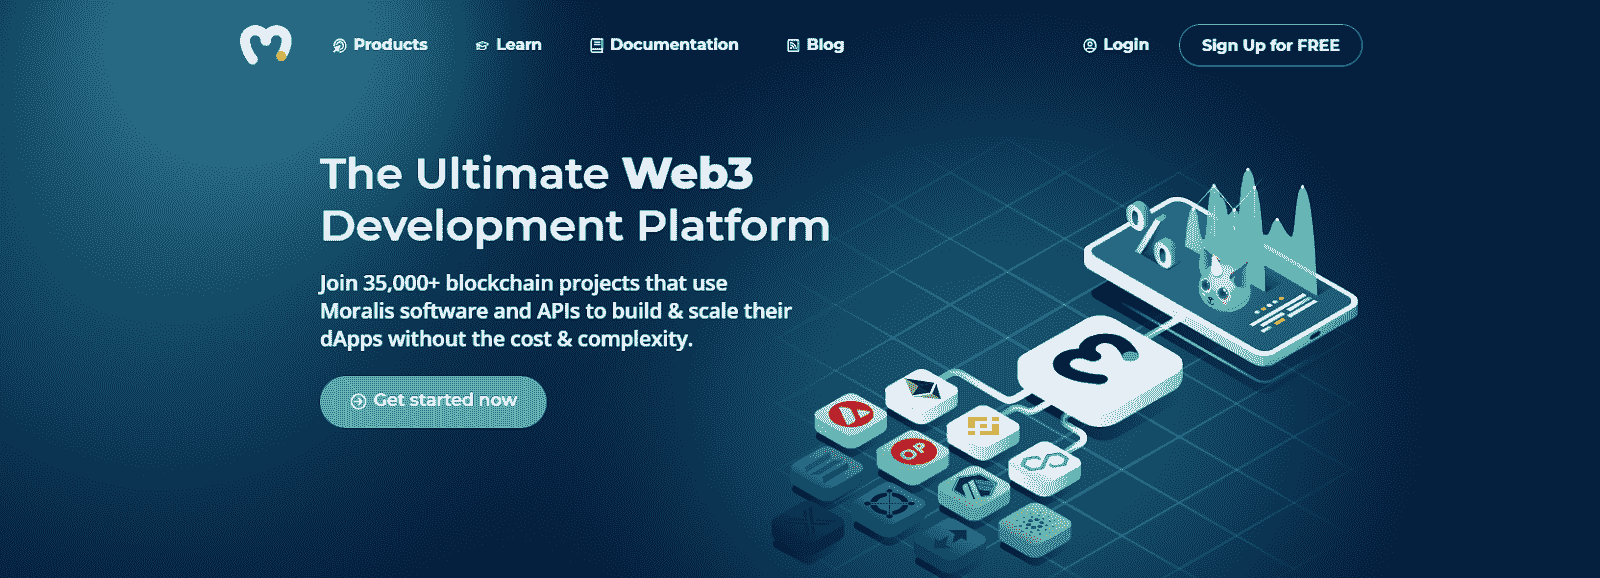 Products
Learn
Documentation
Blog
Login
Sign Up for FREE
The Ultimate Web3
Development Platform
Join 35,000+ blockchain projects that use
Moralis software and APIs to build & scale their
dApps without the cost & complexity.
Get started now
%
OP